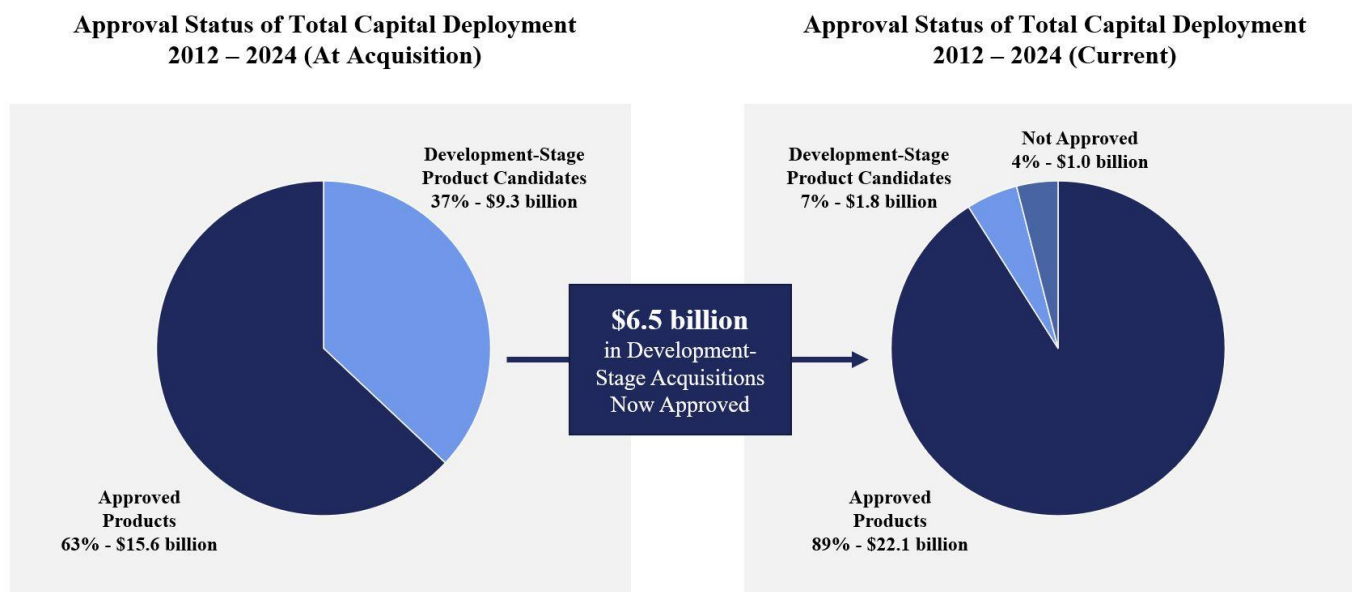 Approval Status of Total Capital Deployment
2012 – 2024 (At Acquisition)
Development-Stage
Product Candidates
37% - $9.3 billion
Approved
Products
63% - $15.6 billion
$6.5 billion
in Development-
Stage Acquisitions
Now Approved
Approval Status of Total Capital Deployment
2012 – 2024 (Current)
Development-Stage
Product Candidates
7% - $1.8 billion
Not Approved
4% - $1.0 billion
Approved
Products
89% - $22.1 billion